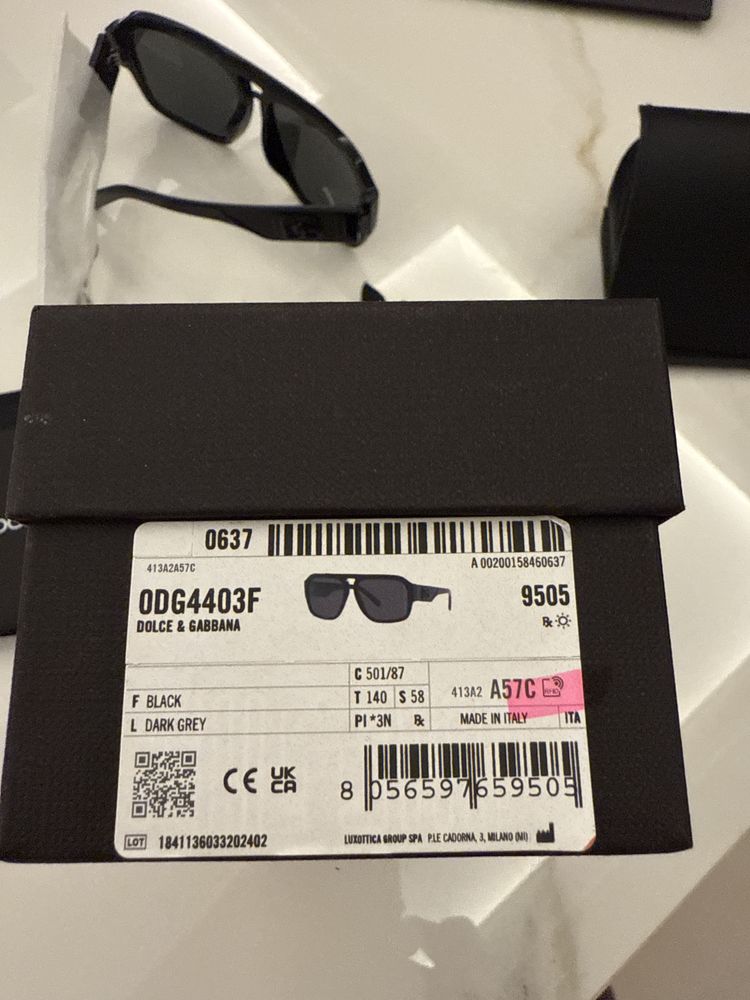 0637
413A2A57C
A 00200158460637
0DG4403F
9505
DOLCE & GABBANA
C 501/87
F BLACK
T 140 S 58
413A2 A57C
L DARK GREY
PI *3N
MADE IN ITALY ITA
CE UK CA
8 056597 659505
LOT 1841136033202402
LUXOTTICA GROUP SPA P.LE CADORNA, 3, MILANO (MI)